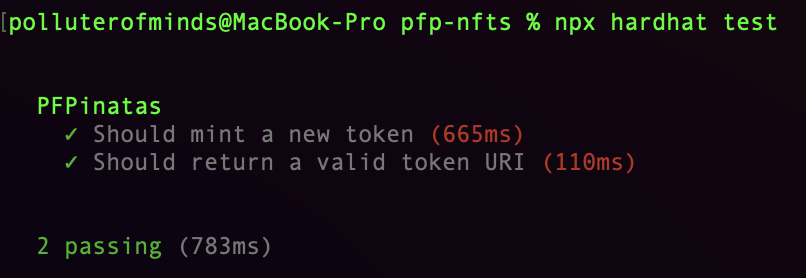 [polluterofminds@MacBook-Pro pfp-nfts % npx hardhat test
PFPinatas
✓ Should mint a new token (665ms)
✓ Should return a valid token URI (110ms)
2 passing (783ms)